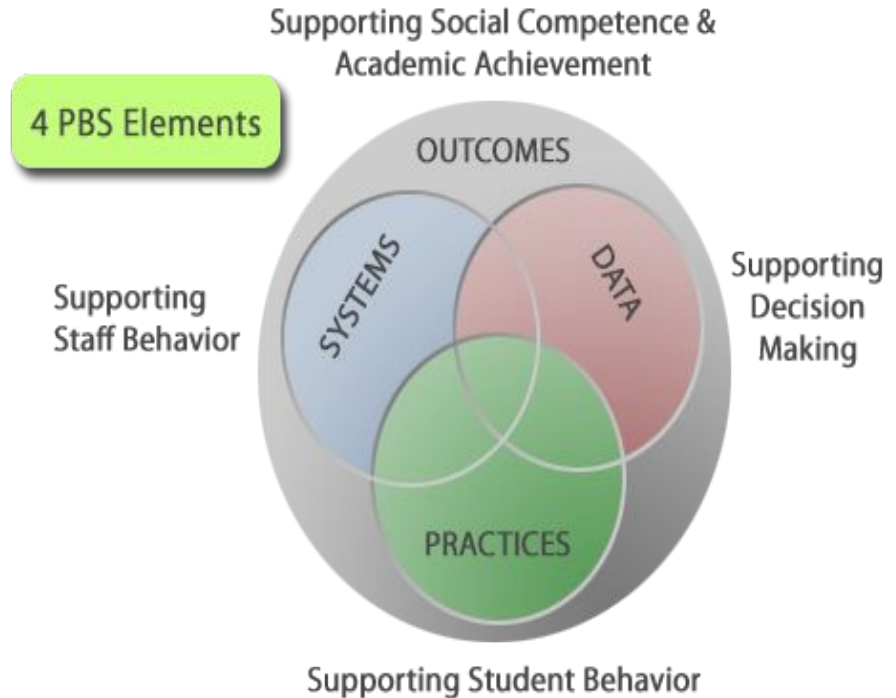 Supporting Social Competence &
Academic Achievement
4 PBS Elements
OUTCOMES
SYSTEMS
DATA
Supporting
Staff Behavior
Supporting
Decision
Making
PRACTICES
Supporting Student Behavior